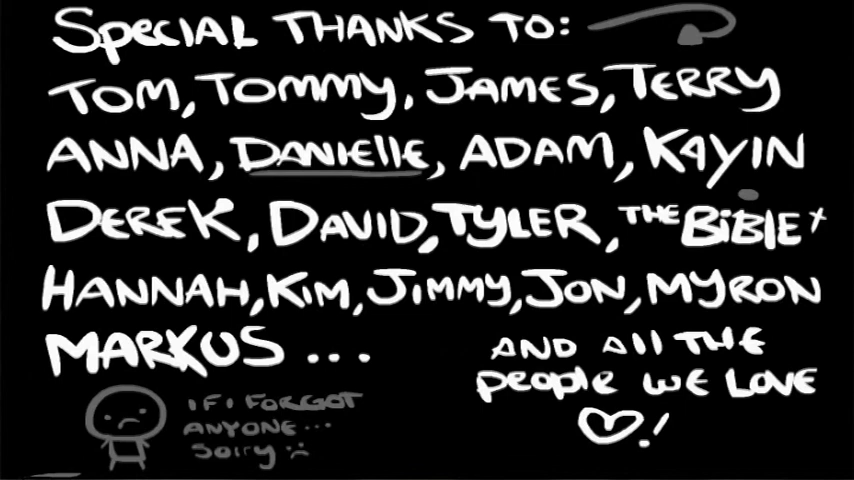 SPECIAL THANKS TO:
TOM, TOMMY, JAMES, TERRY
ANNA, DANIELLE, ADAM, KAYIN
DEREK, DAVID, TYLER, THE BIBLE
HANNAH, KIM, JIMMY, JON, MYRON
MARKUS ...
AND All THE
people WE LOVE
♡!
IF I FORGOT
ANYONE...
Sorry :(